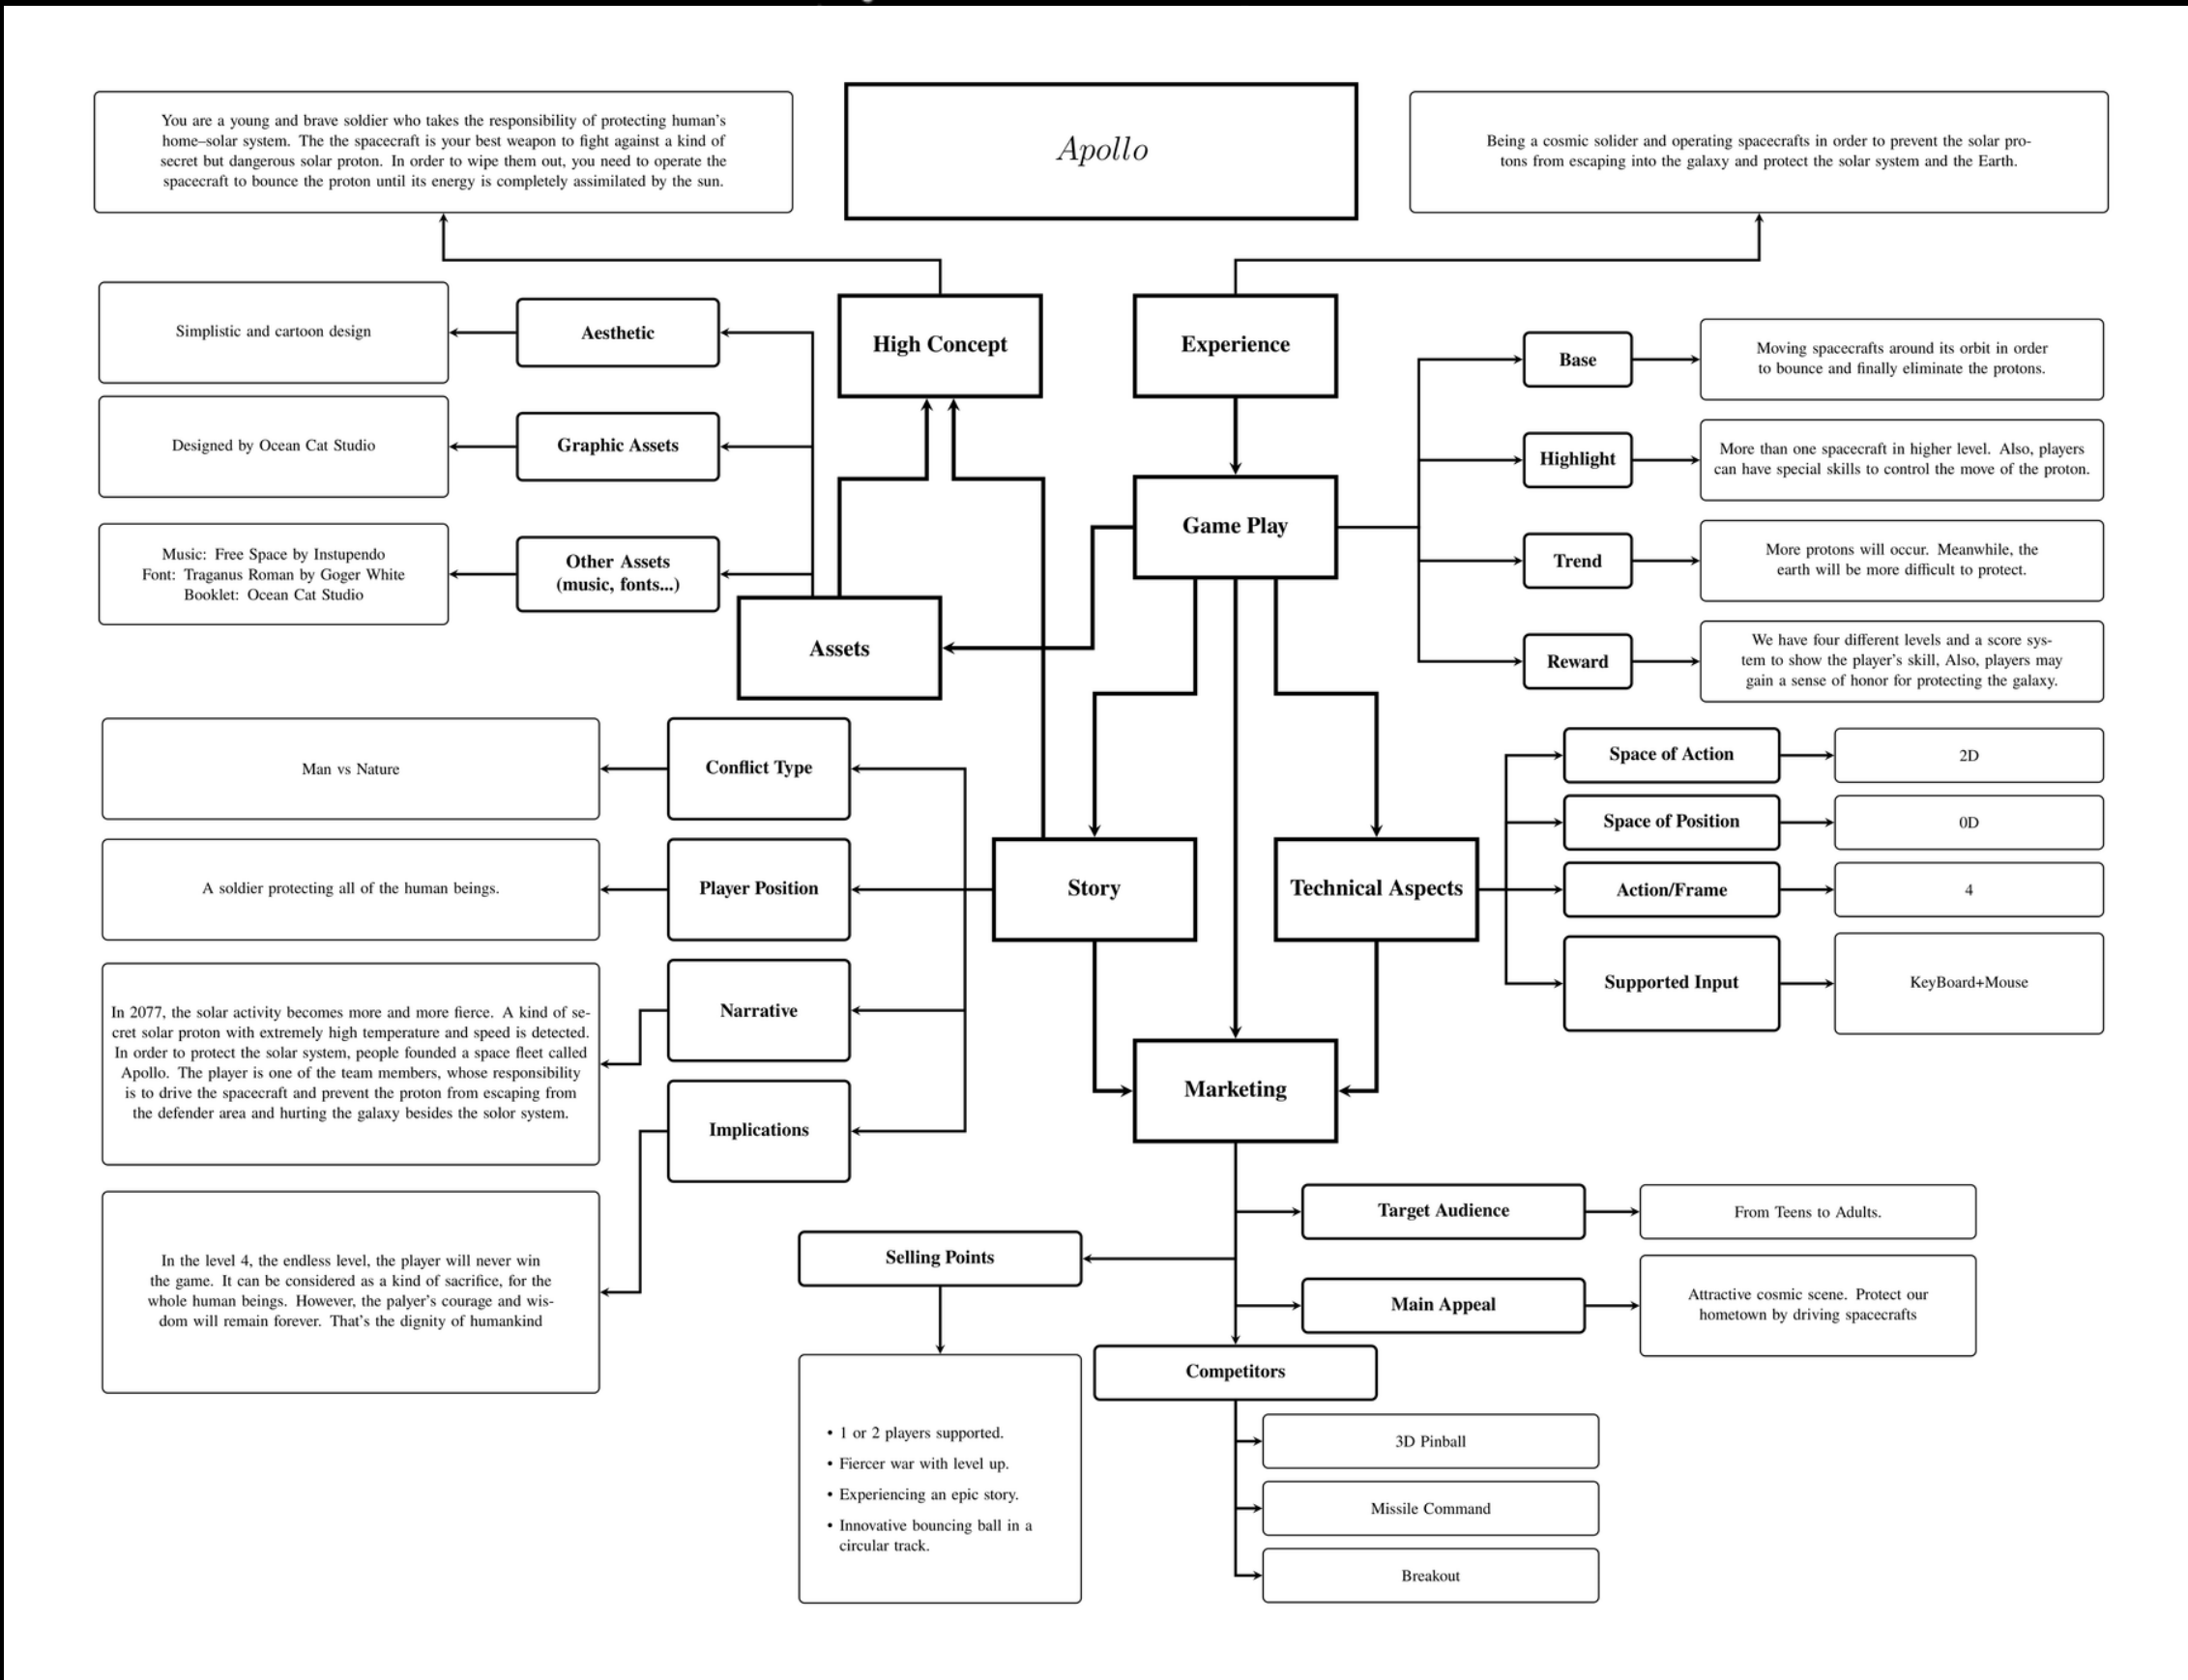 Apollo
You are a young and brave soldier who takes the responsibility of protecting human's
home–solar system. The the spacecraft is your best weapon to fight against a kind of
secret but dangerous solar proton. In order to wipe them out, you need to operate the
spacecraft to bounce the proton until its energy is completely assimilated by the sun.
Being a cosmic solider and operating spacecrafts in order to prevent the solar pro-
tons from escaping into the galaxy and protect the solar system and the Earth.
High Concept
Experience
Aesthetic
Simplistic and cartoon design
Graphic Assets
Designed by Ocean Cat Studio
Other Assets
(music, fonts...)
Music: Free Space by Instupendo
Font: Traganus Roman by Goger White
Booklet: Ocean Cat Studio
Assets
Game Play
Base
Moving spacecrafts around its orbit in order
to bounce and finally eliminate the protons.
Highlight
More than one spacecraft in higher level. Also, players
can have special skills to control the move of the proton.
Trend
More protons will occur. Meanwhile, the
earth will be more difficult to protect.
Reward
We have four different levels and a score sys-
tem to show the player's skill, Also, players may
gain a sense of honor for protecting the galaxy.
Conflict Type
Man vs Nature
Player Position
A soldier protecting all of the human beings.
Narrative
In 2077, the solar activity becomes more and more fierce. A kind of se-
cret solar proton with extremely high temperature and speed is detected.
In order to protect the solar system, people founded a space fleet called
Apollo. The player is one of the team members, whose responsibility
is to drive the spacecraft and prevent the proton from escaping from
the defender area and hurting the galaxy besides the solor system.
Implications
In the level 4, the endless level, the player will never win
the game. It can be considered as a kind of sacrifice, for the
whole human beings. However, the palyer's courage and wis-
dom will remain forever. That's the dignity of humankind
Story
Technical Aspects
Space of Action
2D
Space of Position
0D
Action/Frame
4
Supported Input
KeyBoard+Mouse
Marketing
Target Audience
From Teens to Adults.
Selling Points
• 1 or 2 players supported.
• Fiercer war with level up.
• Experiencing an epic story.
• Innovative bouncing ball in a
circular track.
Main Appeal
Attractive cosmic scene. Protect our
hometown by driving spacecrafts
Competitors
3D Pinball
Missile Command
Breakout